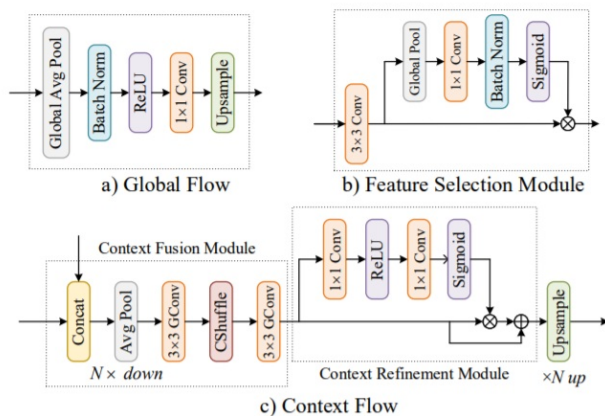 Global Avg Pool
Batch Norm
ReLU
1×1 Conv
Upsample
a) Global Flow
3×3 Conv
Global Pool
1×1 Conv
Batch Norm
Sigmoid
b) Feature Selection Module
Context Fusion Module
Concat
Avg Pool
3×3 GConv
CShuffle
3×3 GConv
N× down
1×1 Conv
ReLU
1×1 Conv
Sigmoid
Context Refinement Module
Upsample
×N up
c) Context Flow